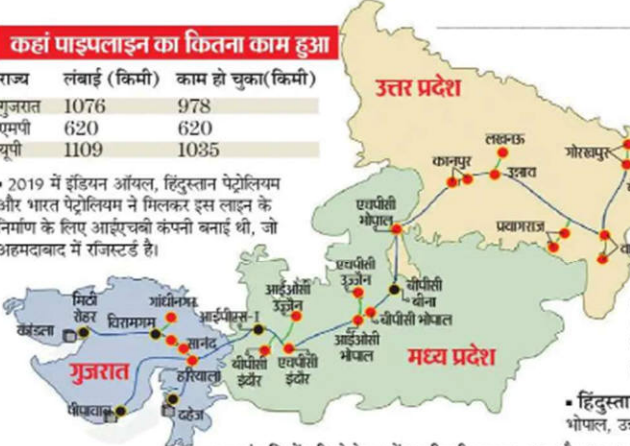 कहां पाइपलाइन का कितना काम हुआ
राज्य लंबाई (किमी) काम हो चुका(किमी)
गुजरात 1076 978
एमपी 620 620
यूपी 1109 1035
• 2019 में इंडियन ऑयल, हिंदुस्तान पेट्रोलियम
और भारत पेट्रोलियम ने मिलकर इस लाइन के
निर्माण के लिए आईएचबी कंपनी बनाई थी, जो
अहमदाबाद में रजिस्टर्ड है।
उत्तर प्रदेश
लखनऊ
कानपुर
उन्नाव
गोरखपुर
प्रयागराज
एचपीसी
भोपाल
एचपीसी
उज्जैन
आईओसी
उज्जैन
बीपीसी
बीना
बीपीसी भोपाल
आईओसी
भोपाल
मध्य प्रदेश
आईपीएस-I
बीपीसी
इंदौर
एचपीसी
इंदौर
मिठी
रोहर
गांधीनगर
कांडला
विरामगम
सानंद
गुजरात
हरियाला
पीपावाव
दहेज
▪ हिंदुस्ता
भोपाल, उ